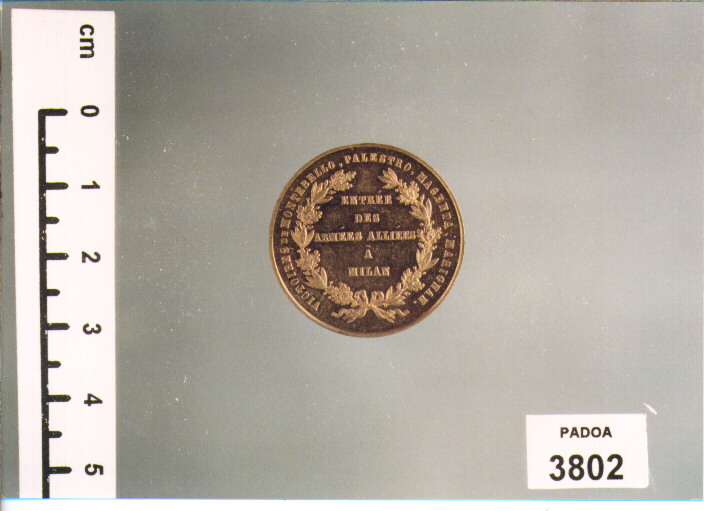 cm
0
1
2
3
4
5
VICTOIRES DE MONTEBELLO, PALESTRO, MAGENTA, MARIGNAN.
ENTRÉE
DES
ARMÉES ALLIÉES
À
MILAN
PADOA
3802